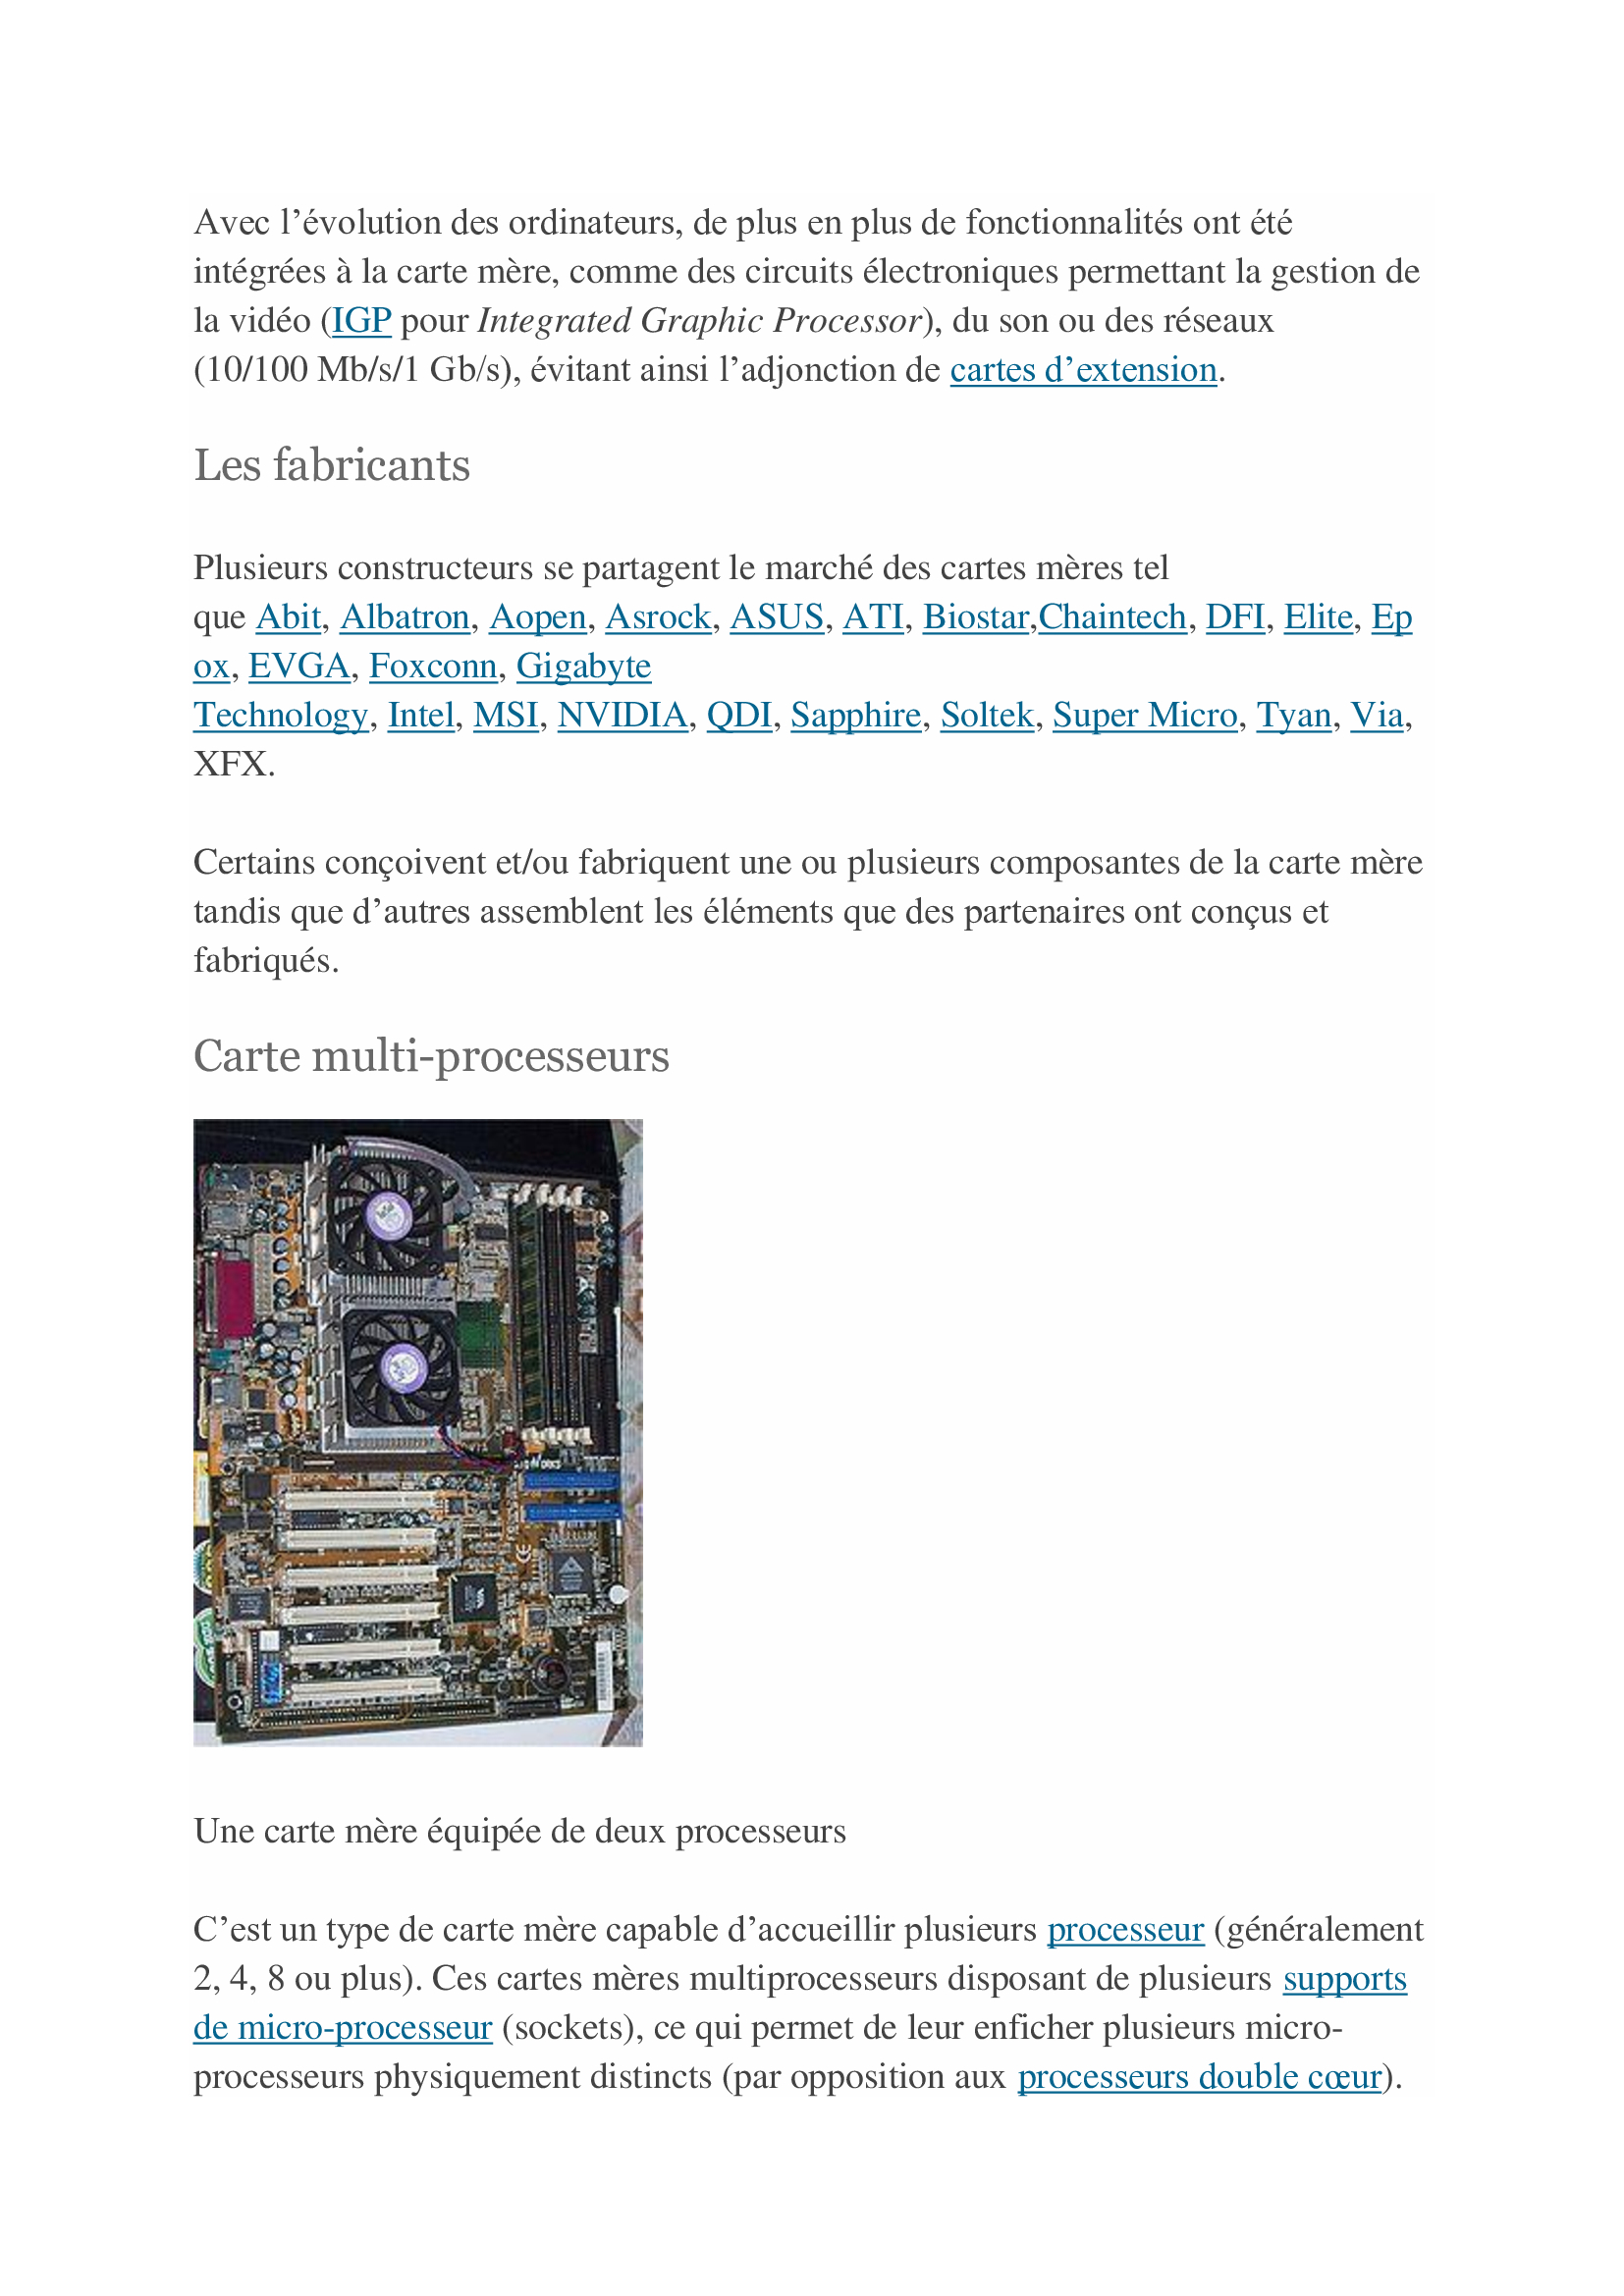 Avec l’évolution des ordinateurs, de plus en plus de fonctionnalités ont été
intégrées à la carte mère, comme des circuits électroniques permettant la gestion de
la vidéo (IGP pour Integrated Graphic Processor), du son ou des réseaux
(10/100 Mb/s/1 Gb/s), évitant ainsi l’adjonction de cartes d’extension.
Les fabricants
Plusieurs constructeurs se partagent le marché des cartes mères tel
que Abit, Albatron, Aopen, Asrock, ASUS, ATI, Biostar,Chaintech, DFI, Elite, Ep
ox, EVGA, Foxconn, Gigabyte
Technology, Intel, MSI, NVIDIA, QDI, Sapphire, Soltek, Super Micro, Tyan, Via,
XFX.
Certains conçoivent et/ou fabriquent une ou plusieurs composantes de la carte mère
tandis que d’autres assemblent les éléments que des partenaires ont conçus et
fabriqués.
Carte multi-processeurs
CE
VIA
Une carte mère équipée de deux processeurs
C’est un type de carte mère capable d’accueillir plusieurs processeur (généralement
2, 4, 8 ou plus). Ces cartes mères multiprocesseurs disposant de plusieurs supports
de micro-processeur (sockets), ce qui permet de leur enficher plusieurs micro-
processeurs physiquement distincts (par opposition aux processeurs double cœur).